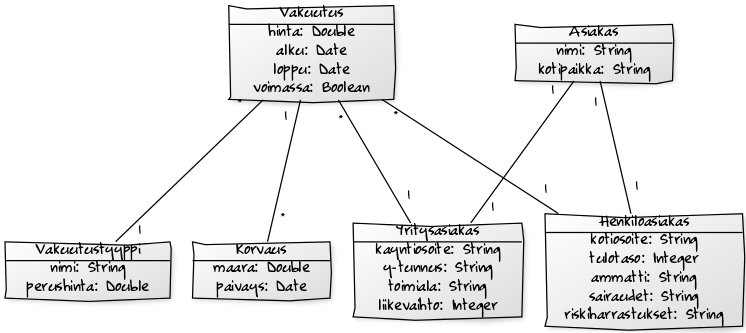 Vakuutus
hinta: Double
alku: Date
loppu: Date
voimassa: Boolean
Asiakas
nimi: String
kotipaikka: String
*
1
*
*
1
1
1
*
1
1
1
1
Vakuutustyyppi
nimi: String
perushinta: Double
Korvaus
maara: Double
paivays: Date
Yritysasiakas
kayntiosoite: String
y-tunnus: String
toimiala: String
liikevaihto: Integer
Henkiloasiakas
kotiosoite: String
tulotaso: Integer
ammatti: String
sairaudet: String
riskiharrastukset: String